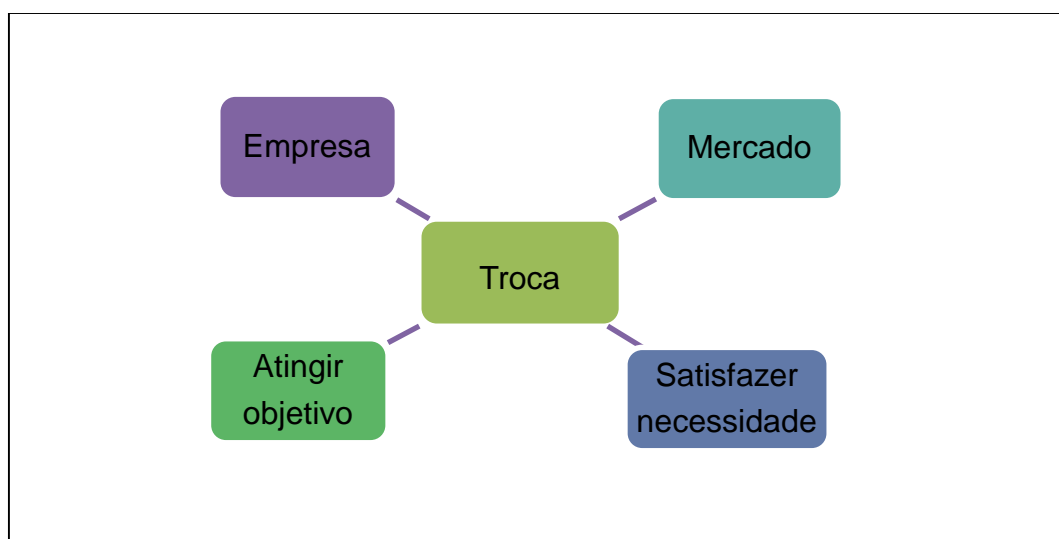 Empresa
Mercado
Troca
Atingir
objetivo
Satisfazer
necessidade